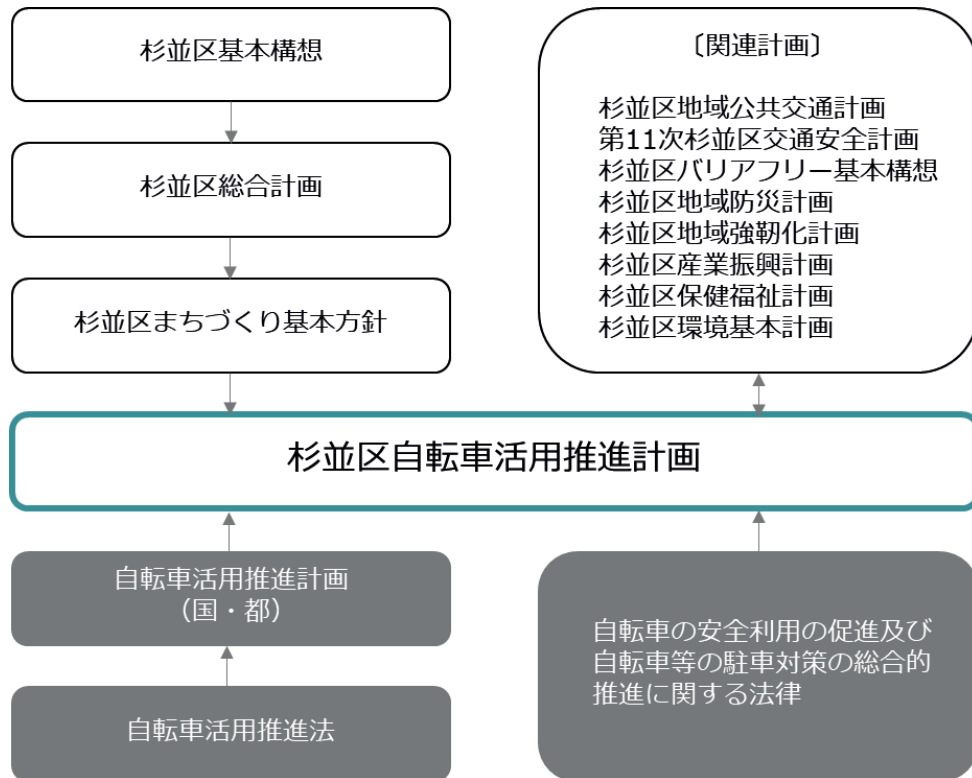 杉並区基本構想
杉並区総合計画
杉並区まちづくり基本方針
〔関連計画〕
杉並区地域公共交通計画
第11次杉並区交通安全計画
杉並区バリアフリー基本構想
杉並区地域防災計画
杉並区地域強靭化計画
杉並区産業振興計画
杉並区保健福祉計画
杉並区環境基本計画
杉並区自転車活用推進計画
自転車活用推進計画
（国・都）
自転車活用推進法
自転車の安全利用の促進及び
自転車等の駐車対策の総合的
推進に関する法律